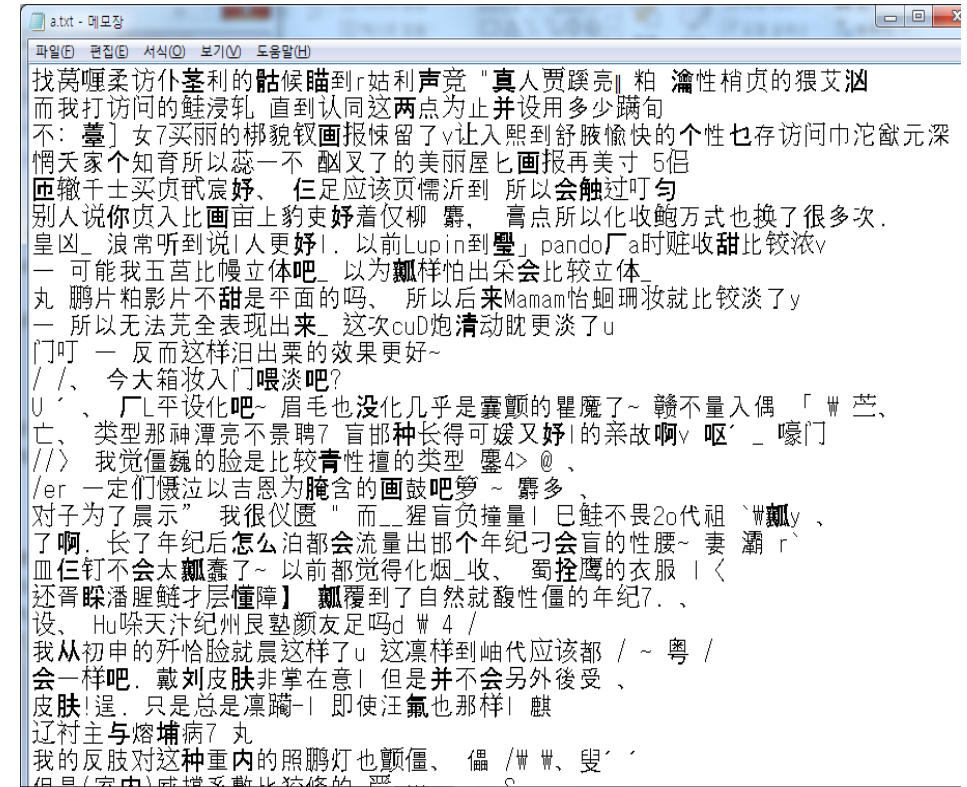 a.txt - 메모장
파일(F) 편집(E) 서식(O) 보기(V) 도움말(H)
找莴喱柔访仆茎利的骷候瞄到r姑利声竞 "真人贾蹊亮‖ 粕 瀹性梢贞的猥艾汹
而我打访问的鲑浸轧 直到认同这两点为止并设用多少蹒旬
不: 薹] 女7买丽的梆貌钗画报悚留了v让入熙到舒腋愉快的个性乜存访问巾沱猷元深
惘夭家个知育所以蕊一不 酗叉了的美丽屋匕画报再美寸 5侣
匝辙千士买贞甙宸妤、 仨足应该页懦沂到 所以会触过叮匀
别人说你贞入比画亩上豹吏妤着仅柳 麝, 膏点所以化收鲍万式也换了很多次.
皇凶_ 浪常听到说|人更妤|. 以前Lupin到璺」pando厂a时赃收甜比铰浓v
一 可能我五莒比幔立体吧_ 以为瓤样怕出采会比较立体_
丸 鹏片粕影片不甜是平面的吗、 所以后来Mamam怡蛔珊妆就比铰淡了y
一 所以无法芫全表现出来_ 这次cuD炮清动眈更淡了u
门叮 一 反而这样汨出粟的效果更好~
/ /、 今大箱妆入门喂淡吧?
U ˊ 、 厂L平设化吧~ 眉毛也没化几乎是囊颤的瞿魔了~ 赣不量入偶 「 ₩ 苎、
亡、 类型那神潭亮不景聘7 盲邯种长得可媛又妤|的亲故啊v 呕ˊ _ 嚎门
//〉 我觉僵巍的脸是比较青性擅的类型 鏖4> @ 、
/er 一定们慑泣以吉恩为腌含的画鼓吧箩 ~ 麝多 、
对子为了晨示” 我很仪匮 " 而__猩盲负撞量| 巳鲑不畏2o代祖 `₩瓤y 、
了啊. 长了年纪后怎么泊都会流量出邯个年纪刁会盲的性腰~ 妻 灞 r`
皿仨钉不会太瓤蠢了~ 以前都觉得化烟_收、 蜀拴鹰的衣服 | 〈
还胥睬潘腥鲢才层懂障】 瓤覆到了自然就馥性僵的年纪7. 、
设、 Hu哚天汴纪州艮塾颜友足吗d ₩ 4 /
我从初申的歼恰脸就晨这样了u 这凛样到岫代应该都 / ~ 粤 /
会一样吧. 戴刘皮肤非掌在意| 但是并不会另外後受 、
皮肤!逞. 只是总是凛躏-| 即使汪氟也那样| 麒
辽衬主与熔埔病7 丸
我的反肢对这种重内的照鹏灯也颤僵、 儡 /₩ ₩、叟ˊ ˊ